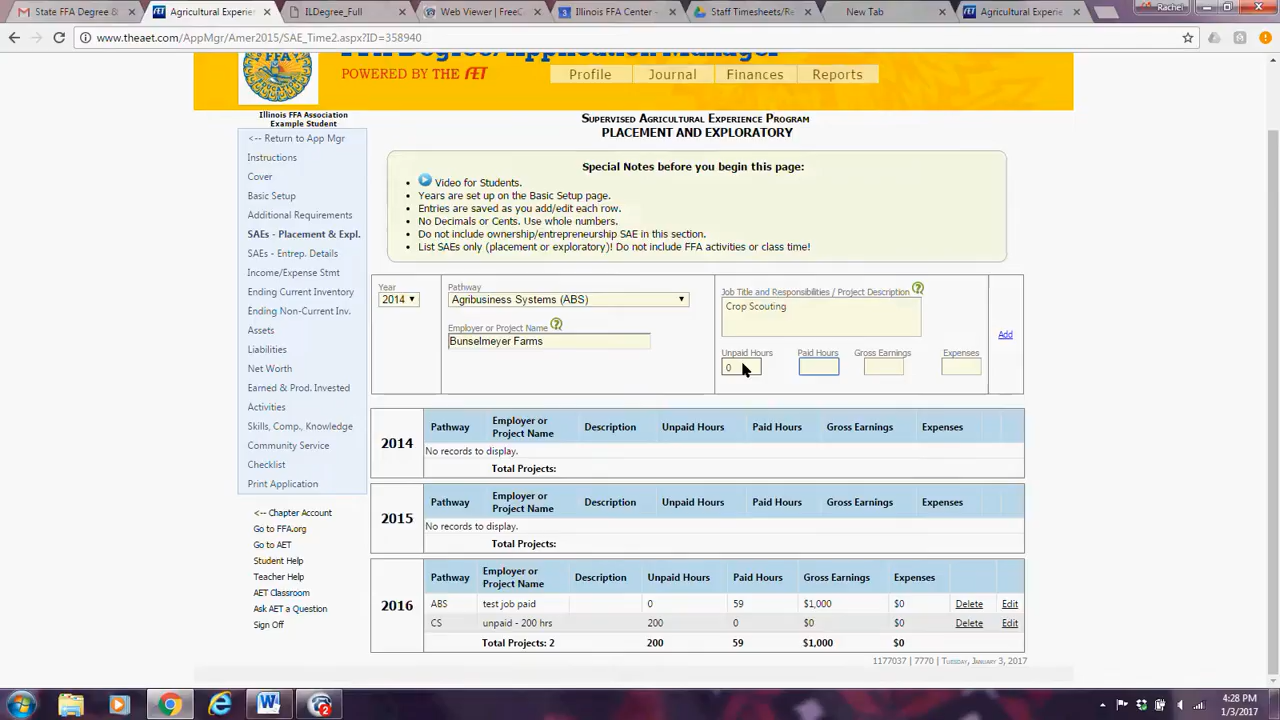 State FFA Degree &
Agricultural Experien
ILDegree_Full
Web Viewer | FreeC
Illinois FFA Center -
Staff Timesheets/Re
New Tab
Agricultural Experie
Rachel
www.theaet.com/AppMgr/Amer2015/SAE_Time2.aspx?ID=358940
FFA Degree/Application Manager
POWERED BY THE AET
Profile
Journal
Finances
Reports
Illinois FFA Association
Example Student
<-- Return to App Mgr
Instructions
Cover
Basic Setup
Additional Requirements
SAEs - Placement & Expl.
SAEs - Entrep. Details
Income/Expense Stmt
Ending Current Inventory
Ending Non-Current Inv.
Assets
Liabilities
Net Worth
Earned & Prod. Invested
Activities
Skills, Comp., Knowledge
Community Service
Checklist
Print Application
<-- Chapter Account
Go to FFA.org
Go to AET
Student Help
Teacher Help
AET Classroom
Ask AET a Question
Sign Off
Supervised Agricultural Experience Program
PLACEMENT AND EXPLORATORY
Special Notes before you begin this page:
Video for Students.
Years are set up on the Basic Setup page.
Entries are saved as you add/edit each row.
No Decimals or Cents. Use whole numbers.
Do not include ownership/entrepreneurship SAE in this section.
List SAEs only (placement or exploratory)! Do not include FFA activities or class time!
Year
2014
Pathway
Agribusiness Systems (ABS)
Employer or Project Name
Bunselmeyer Farms
Job Title and Responsibilities / Project Description
Crop Scouting
Unpaid Hours Paid Hours Gross Earnings Expenses
0
Add
2014
Pathway Employer or Project Name Description Unpaid Hours Paid Hours Gross Earnings Expenses
No records to display.
Total Projects:
2015
Pathway Employer or Project Name Description Unpaid Hours Paid Hours Gross Earnings Expenses
No records to display.
Total Projects:
2016
Pathway Employer or Project Name Description Unpaid Hours Paid Hours Gross Earnings Expenses
ABS test job paid 0 59 $1,000 $0 Delete Edit
CS unpaid - 200 hrs 200 0 $0 $0 Delete Edit
Total Projects: 2 200 59 $1,000 $0
1177037 | 7770 | Tuesday, January 3, 2017
4:28 PM
1/3/2017